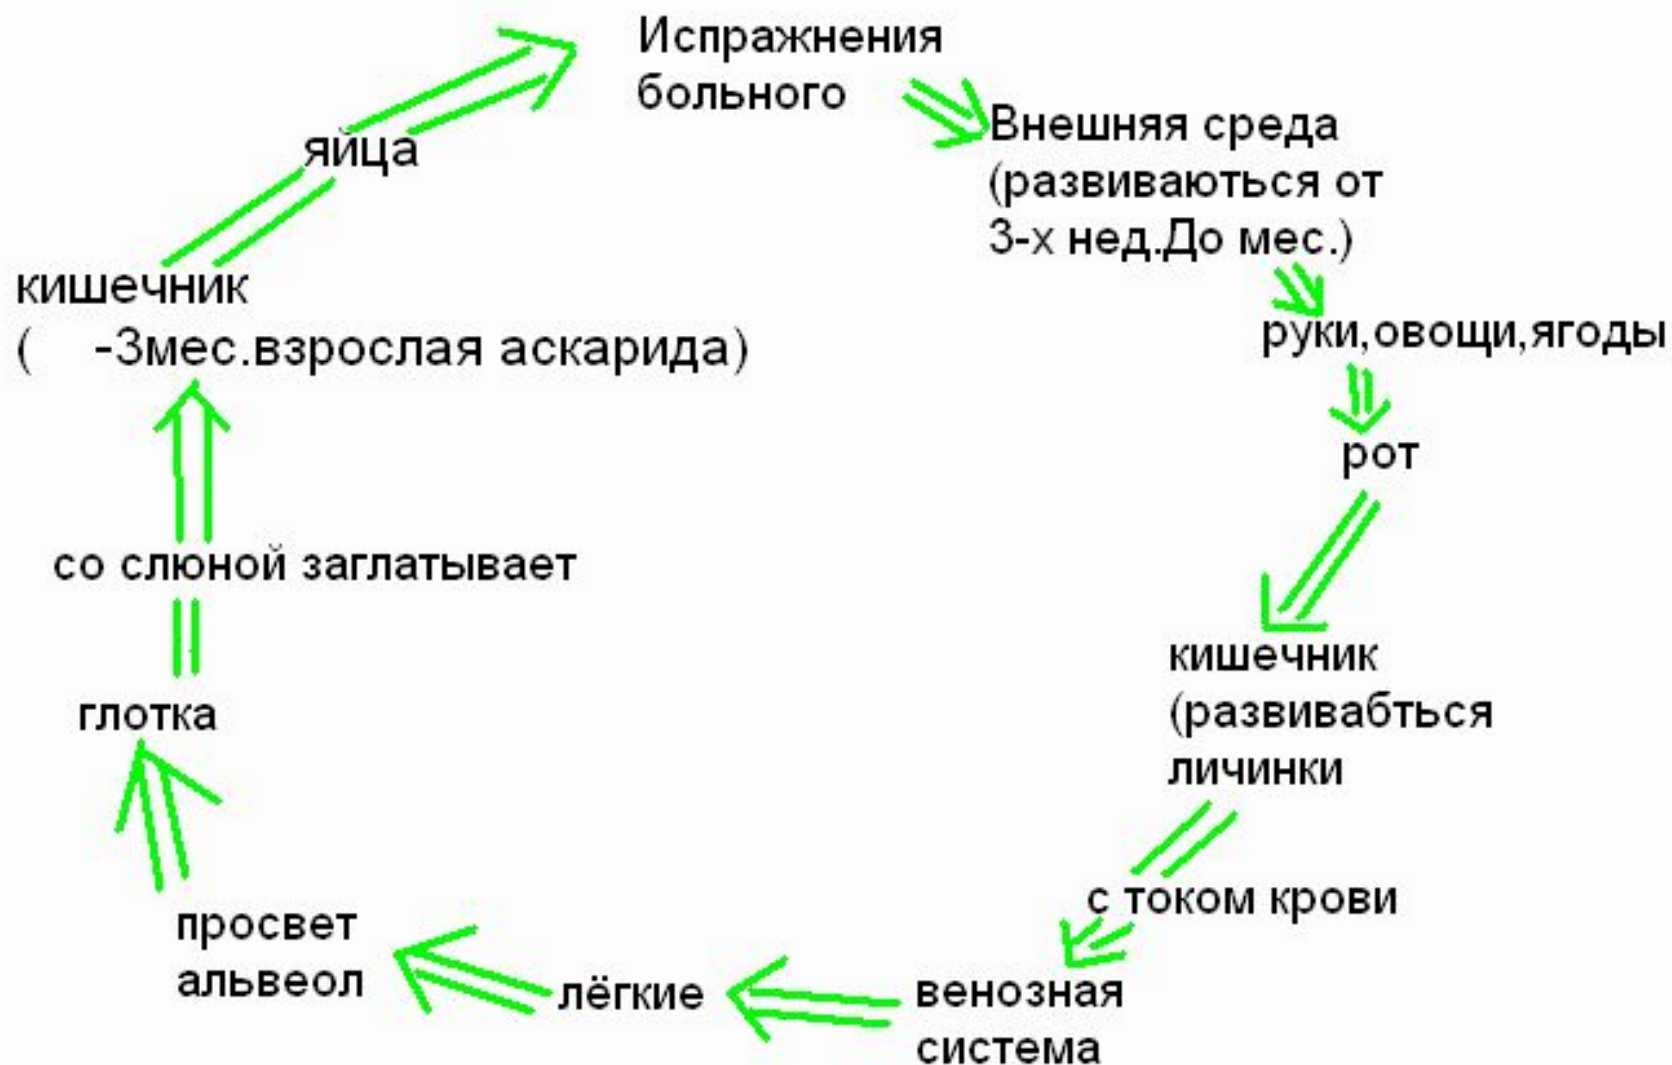 Испражнения
больного
Внешняя среда
(развиваються от
3-х нед.До мес.)
руки,овощи,ягоды
рот
кишечник
(развивабться
личинки
с током крови
венозная
система
лёгкие
просвет
альвеол
глотка
со слюной заглатывает
кишечник
( -3мес.взрослая аскарида)
яйца